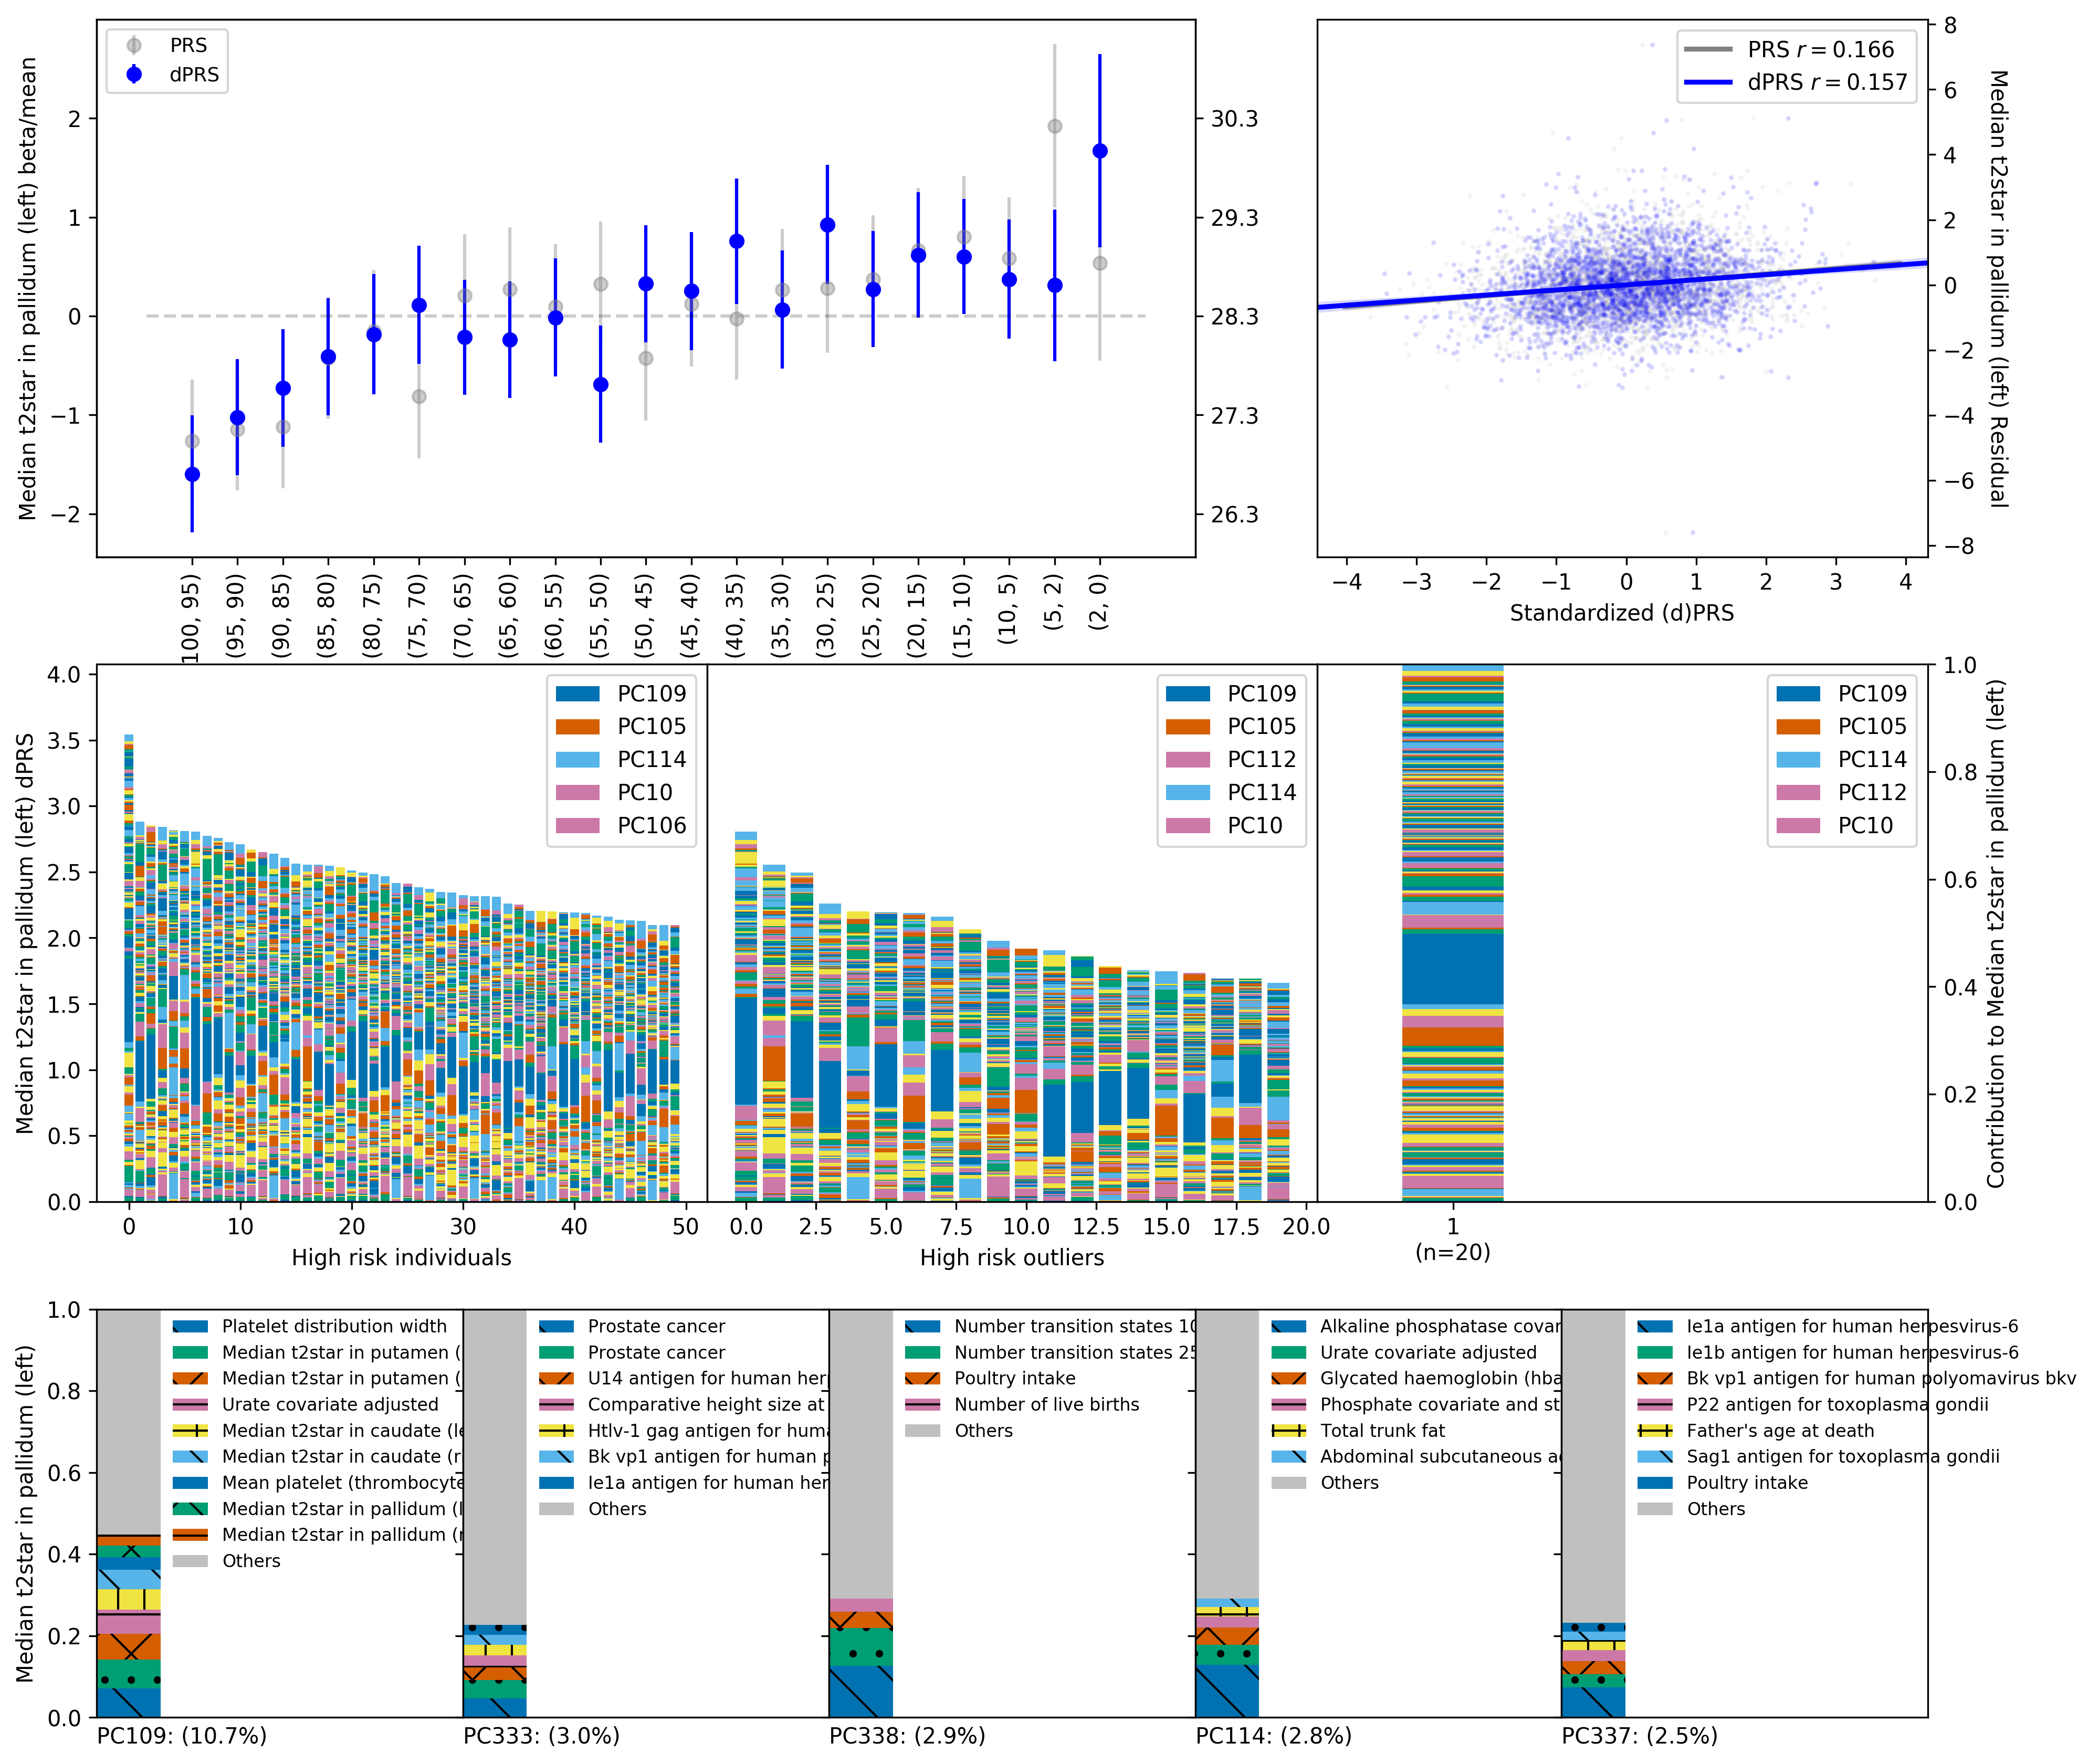 PRS
dPRS
Median t2star in pallidum (left) beta/mean
2
1
0
−1
−2
30.3
29.3
28.3
27.3
26.3
100, 95)
(95, 90)
(90, 85)
(85, 80)
(80, 75)
(75, 70)
(70, 65)
(65, 60)
(60, 55)
(55, 50)
(50, 45)
(45, 40)
(40, 35)
(35, 30)
(30, 25)
(25, 20)
(20, 15)
(15, 10)
(10, 5)
(5, 2)
(2, 0)
PRS r = 0.166
dPRS r = 0.157
8
6
4
2
0
−2
−4
−6
−8
Median t2star in pallidum (left) Residual
−4
−3
−2
−1
0
1
2
3
4
Standardized (d)PRS
Median t2star in pallidum (left) dPRS
4.0
3.5
3.0
2.5
2.0
1.5
1.0
0.5
0.0
PC109
PC105
PC114
PC10
PC106
0
10
20
30
40
50
High risk individuals
PC109
PC105
PC112
PC114
PC10
0.0
2.5
5.0
7.5
10.0
12.5
15.0
17.5
20.0
High risk outliers
PC109
PC105
PC114
PC112
PC10
1
(n=20)
1.0
0.8
0.6
0.4
0.2
0.0
Contribution to Median t2star in pallidum (left)
Median t2star in pallidum (left)
1.0
0.8
0.6
0.4
0.2
0.0
Platelet distribution width
Median t2star in putamen (
Median t2star in putamen (
Urate covariate adjusted
Median t2star in caudate (le
Median t2star in caudate (r
Mean platelet (thrombocyte
Median t2star in pallidum (l
Median t2star in pallidum (r
Others
PC109: (10.7%)
Prostate cancer
Prostate cancer
U14 antigen for human her
Comparative height size at
Htlv-1 gag antigen for huma
Bk vp1 antigen for human p
Ie1a antigen for human her
Others
PC333: (3.0%)
Number transition states 10
Number transition states 25
Poultry intake
Number of live births
Others
PC338: (2.9%)
Alkaline phosphatase covar
Urate covariate adjusted
Glycated haemoglobin (hba
Phosphate covariate and st
Total trunk fat
Abdominal subcutaneous ad
Others
PC114: (2.8%)
Ie1a antigen for human herpesvirus-6
Ie1b antigen for human herpesvirus-6
Bk vp1 antigen for human polyomavirus bkv
P22 antigen for toxoplasma gondii
Father's age at death
Sag1 antigen for toxoplasma gondii
Poultry intake
Others
PC337: (2.5%)